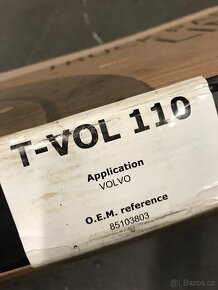 T-VOL 110
Application
VOLVO
O.E.M. reference
85103803
Bazos.cz